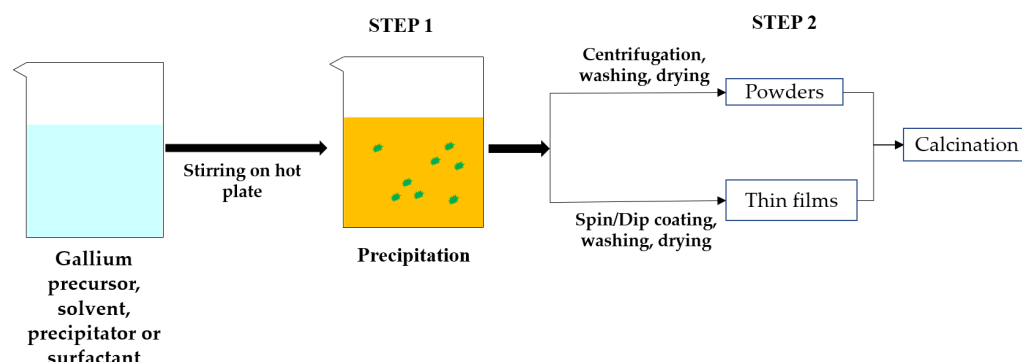 STEP 1
STEP 2
Gallium
precursor,
solvent,
precipitator or
surfactant
Stirring on hot
plate
Precipitation
Centrifugation,
washing, drying
Powders
Spin/Dip coating,
washing, drying
Thin films
Calcination